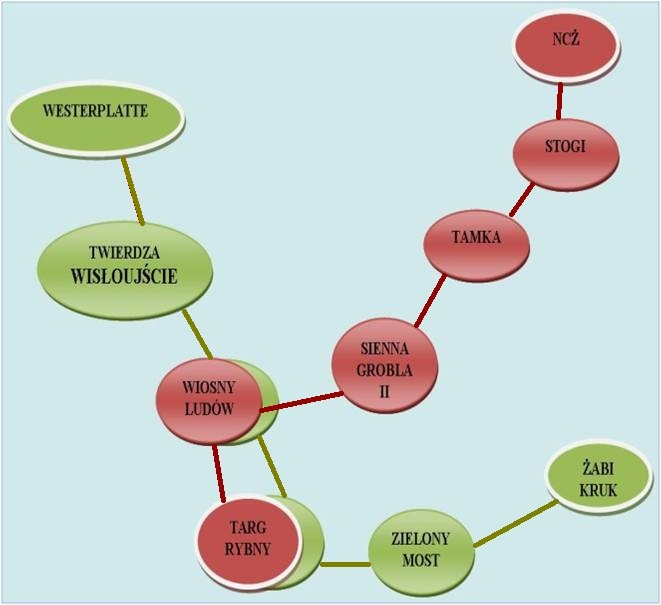 NCŻ
WESTERPLATTE
STOGI
TAMKA
TWIERDZA
WISŁOUJŚCIE
SIENNA
GROBLA
II
WIOSNY
LUDÓW
ŻABI
KRUK
TARG
RYBNY
ZIELONY
MOST